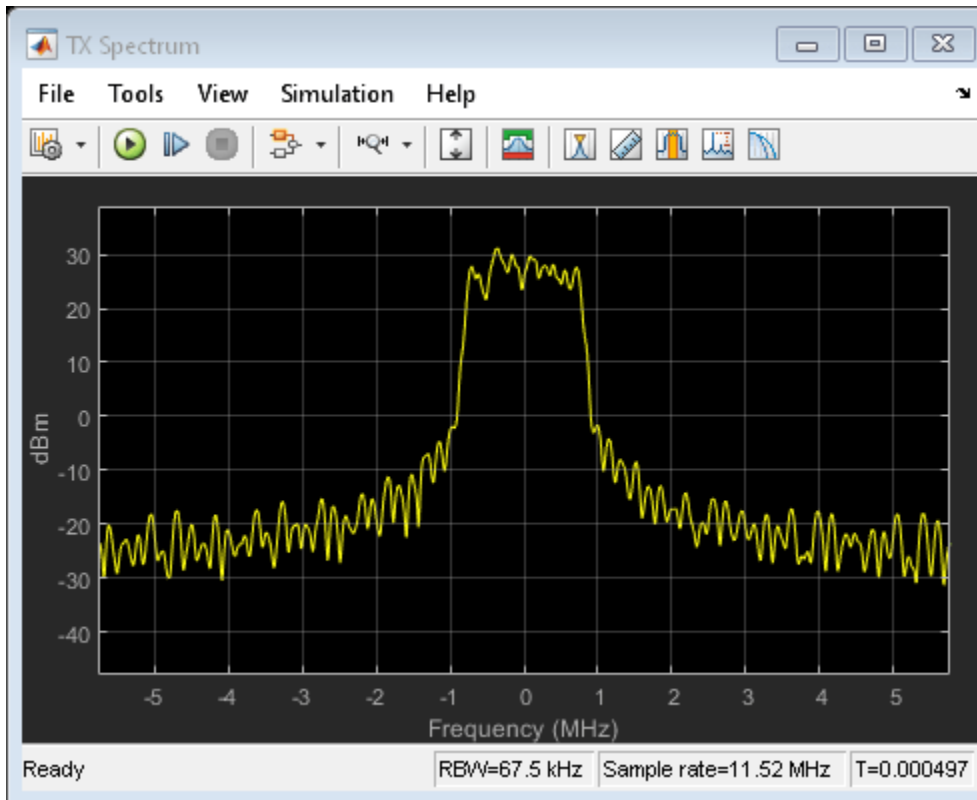 TX Spectrum
File Tools View Simulation Help
30
20
10
0
-10
-20
-30
-40
dBm
-5 -4 -3 -2 -1 0 1 2 3 4 5
Frequency (MHz)
Ready RBW=67.5 kHz Sample rate=11.52 MHz T=0.000497